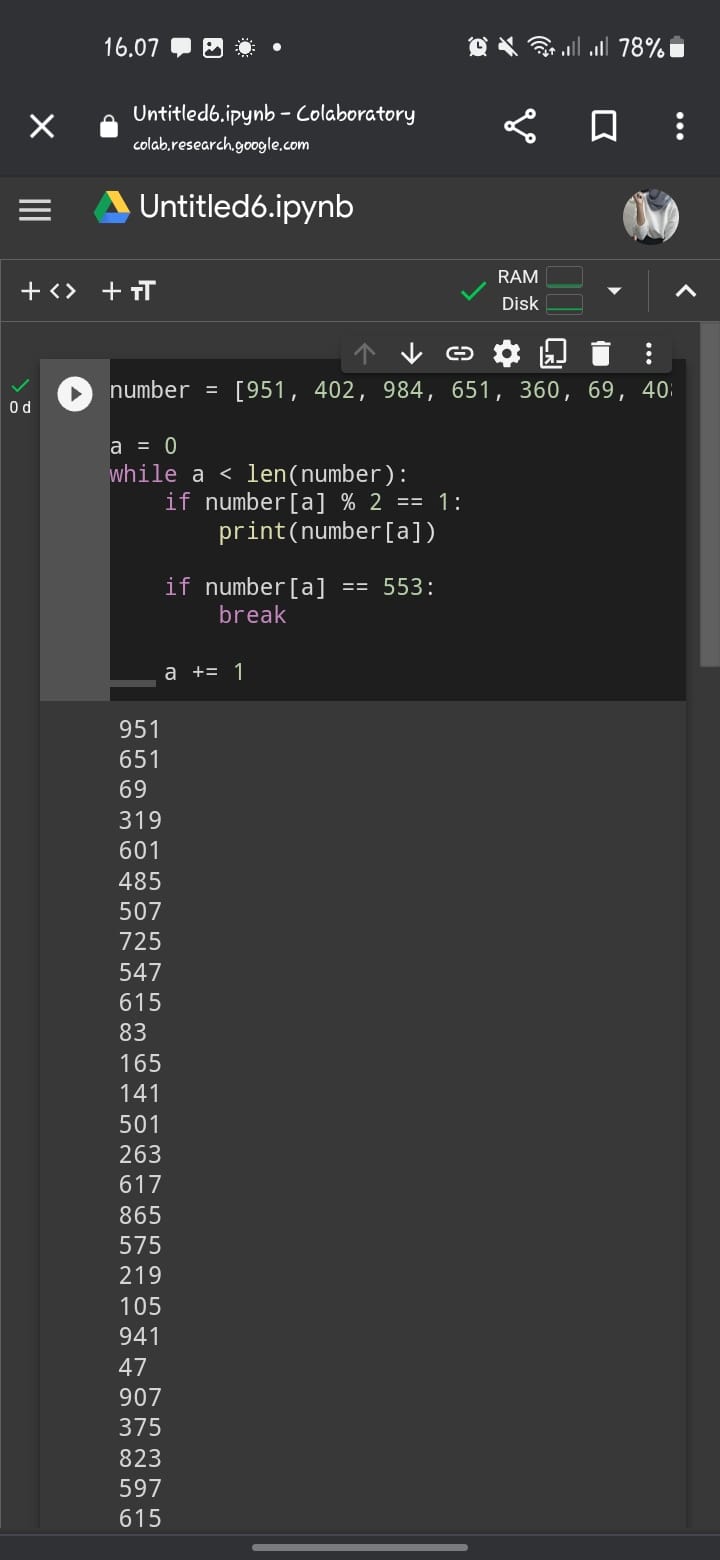 16.07 78%
Untitled6.ipynb - Colaboratory
colab.research.google.com
Untitled6.ipynb
+ <> + TT RAM
Disk
0 d
number = [951, 402, 984, 651, 360, 69, 408
a = 0
while a < len(number):
    if number[a] % 2 == 1:
        print(number[a])
    if number[a] == 553:
        break
    a += 1
951
651
69
319
601
485
507
725
547
615
83
165
141
501
263
617
865
575
219
105
941
47
907
375
823
597
615